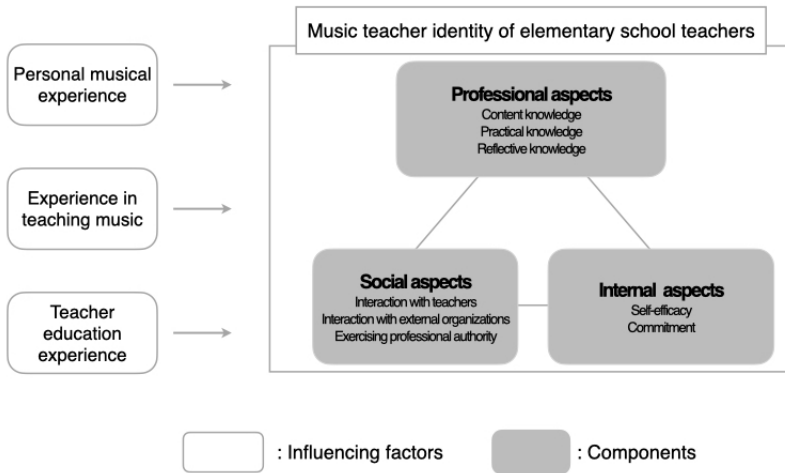 Music teacher identity of elementary school teachers
Personal musical
experience
Professional aspects
Content knowledge
Practical knowledge
Reflective knowledge
Experience in
teaching music
Social aspects
Interaction with teachers
Interaction with external organizations
Exercising professional authority
Internal aspects
Self-efficacy
Commitment
Teacher
education
experience
: Influencing factors
: Components